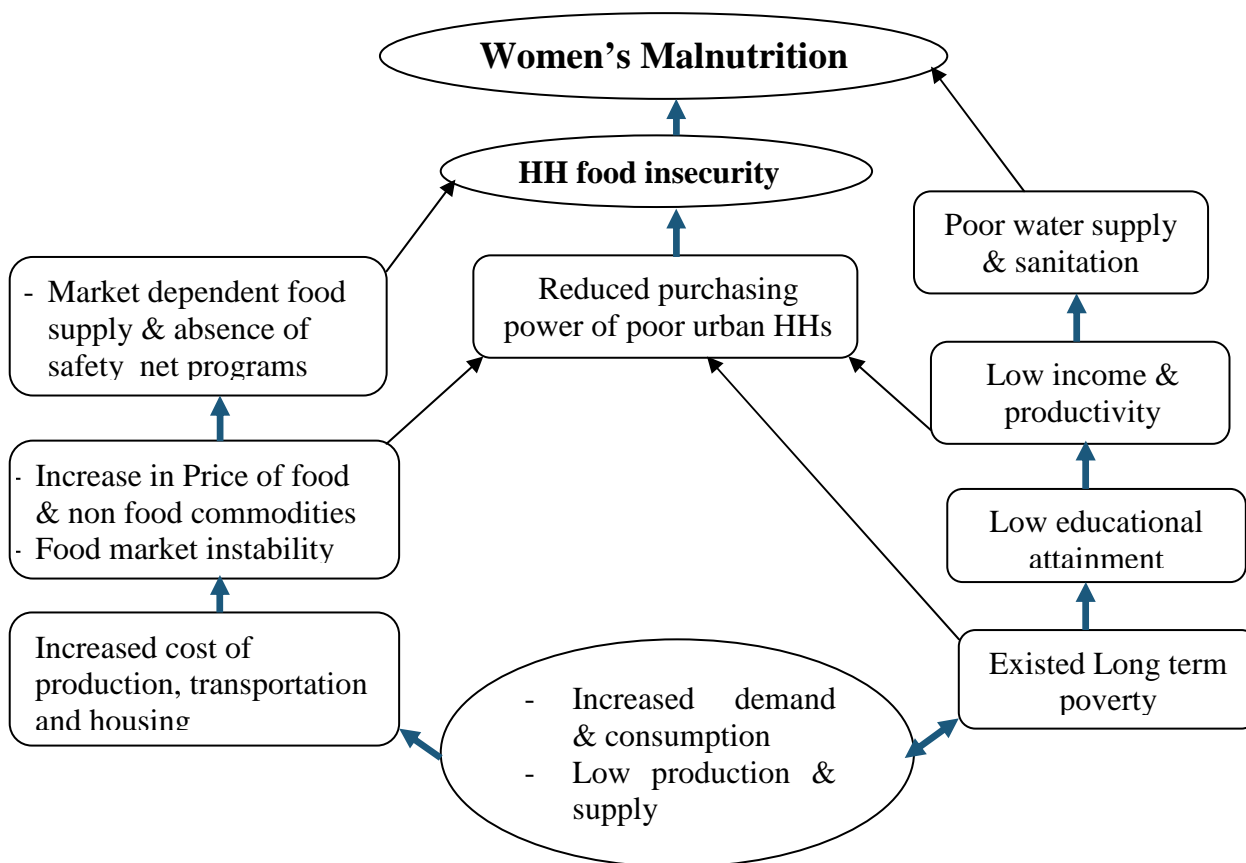 Women’s Malnutrition
HH food insecurity
Poor water supply
& sanitation
- Market dependent food
supply & absence of
safety net programs
Reduced purchasing
power of poor urban HHs
Low income &
productivity
- Increase in Price of food
& non food commodities
- Food market instability
Low educational
attainment
Increased cost of
production, transportation
and housing
Existed Long term
poverty
- Increased demand
& consumption
- Low production &
supply